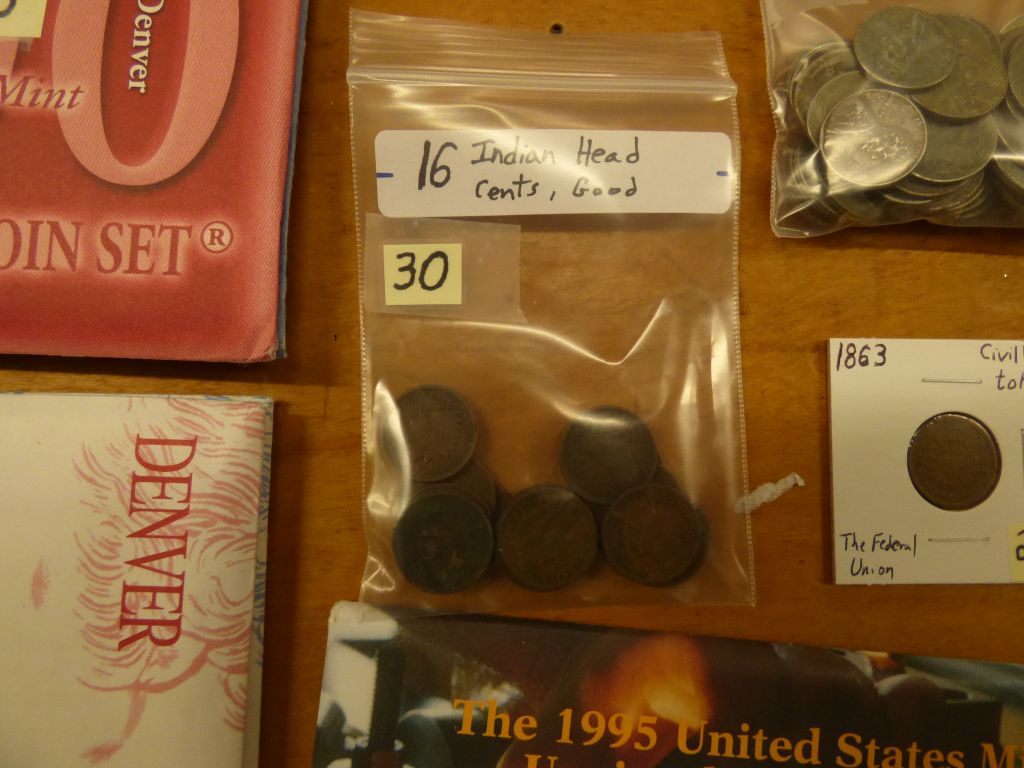 Denver
Mint
0
OIN SET®
DENVER
16 Indian Head
Cents, Good
30
1863 Civil
The Federal
Union
The 1995 United States M